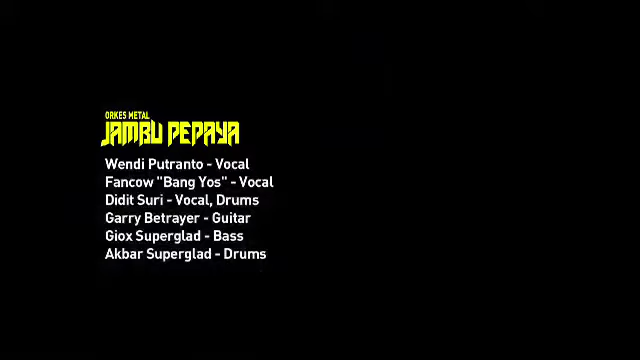 ORKES METAL
JAMBU PEPAYA
Wendi Putranto - Vocal
Fancow "Bang Yos" - Vocal
Didit Suri - Vocal, Drums
Garry Betrayer - Guitar
Giox Superglad - Bass
Akbar Superglad - Drums